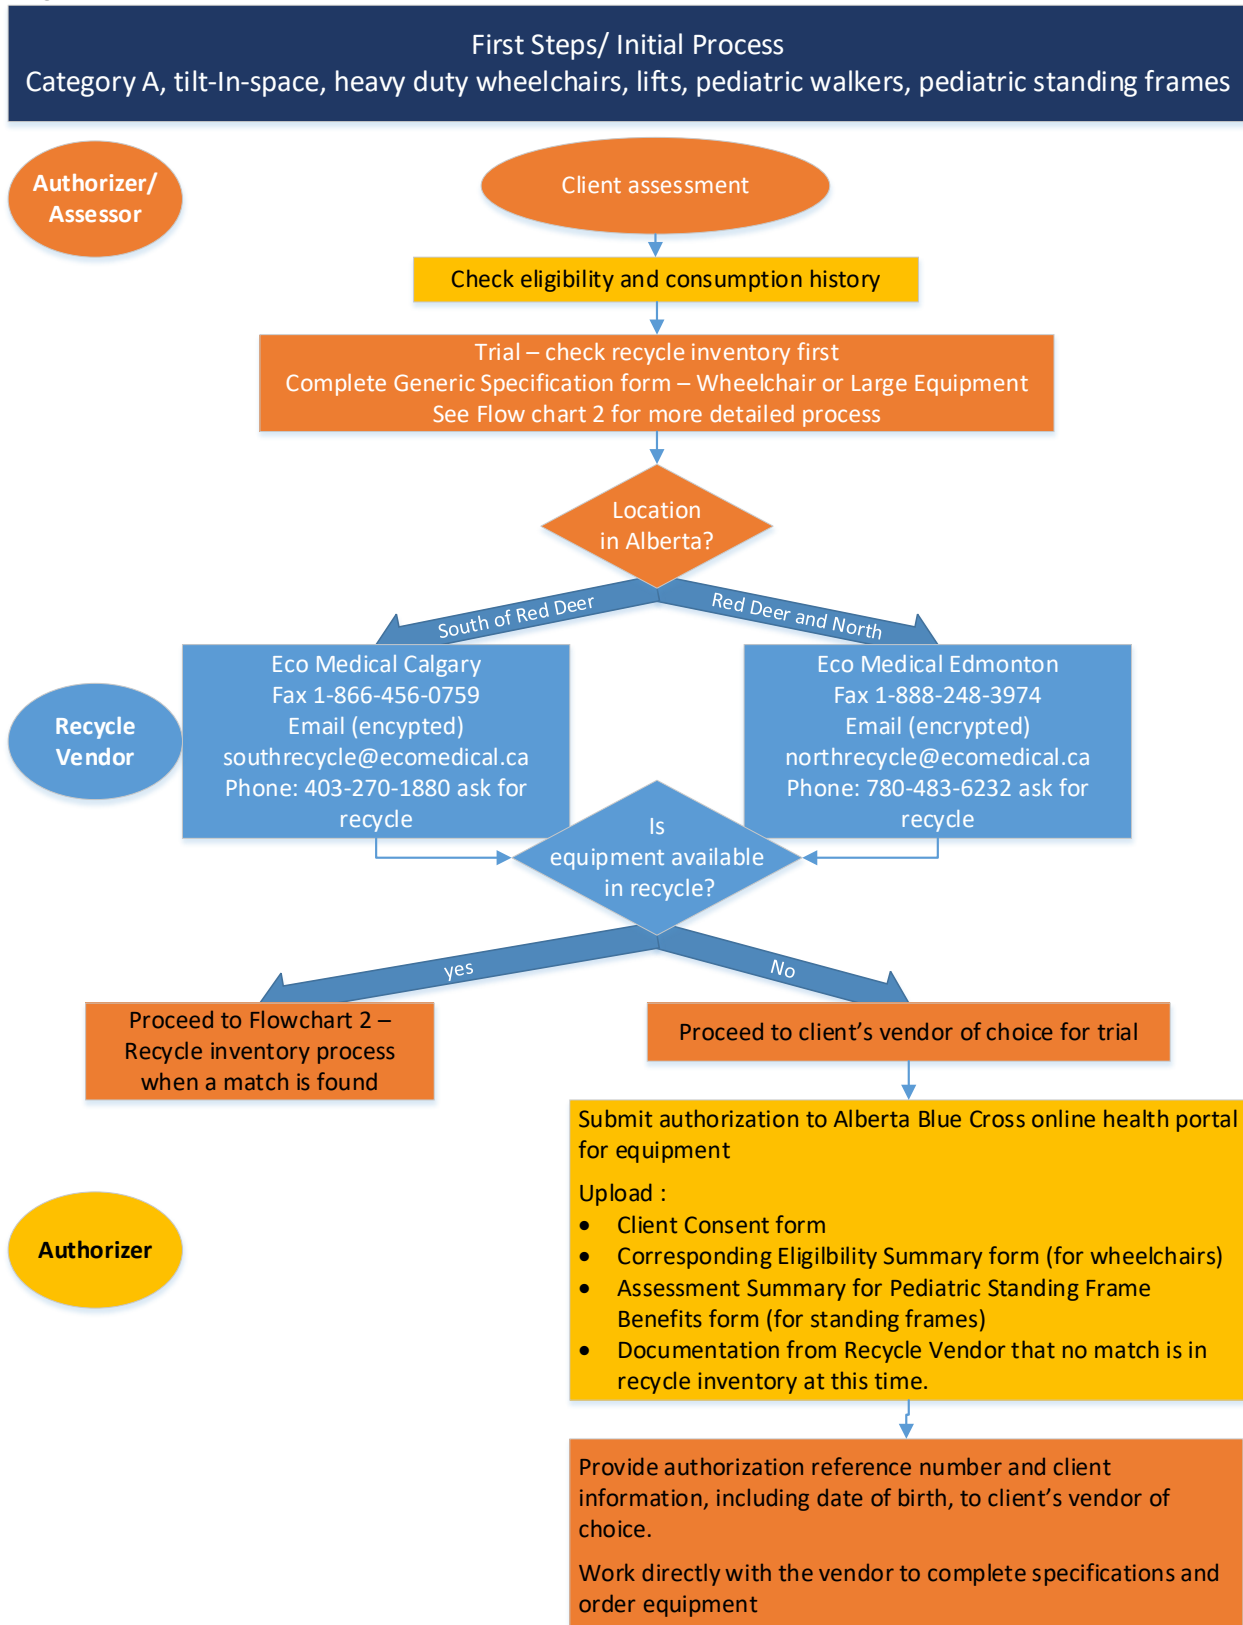 First Steps/ Initial Process
Category A, tilt-In-space, heavy duty wheelchairs, lifts, pediatric walkers, pediatric standing frames
Authorizer/
Assessor
Client assessment
Check eligibility and consumption history
Trial – check recycle inventory first
Complete Generic Specification form – Wheelchair or Large Equipment
See Flow chart 2 for more detailed process
Location
in Alberta?
South of Red Deer
Red Deer and North
Recycle
Vendor
Eco Medical Calgary
Fax 1-866-456-0759
Email (encypted)
southrecycle@ecomedical.ca
Phone: 403-270-1880 ask for
recycle
Eco Medical Edmonton
Fax 1-888-248-3974
Email (encrypted)
northrecycle@ecomedical.ca
Phone: 780-483-6232 ask for
recycle
Is
equipment available
in recycle?
yes
No
Proceed to Flowchart 2 –
Recycle inventory process
when a match is found
Proceed to client’s vendor of choice for trial
Authorizer
Submit authorization to Alberta Blue Cross online health portal
for equipment
Upload :
• Client Consent form
• Corresponding Eligilbility Summary form (for wheelchairs)
• Assessment Summary for Pediatric Standing Frame
Benefits form (for standing frames)
• Documentation from Recycle Vendor that no match is in
recycle inventory at this time.
Provide authorization reference number and client
information, including date of birth, to client’s vendor of
choice.
Work directly with the vendor to complete specifications and
order equipment